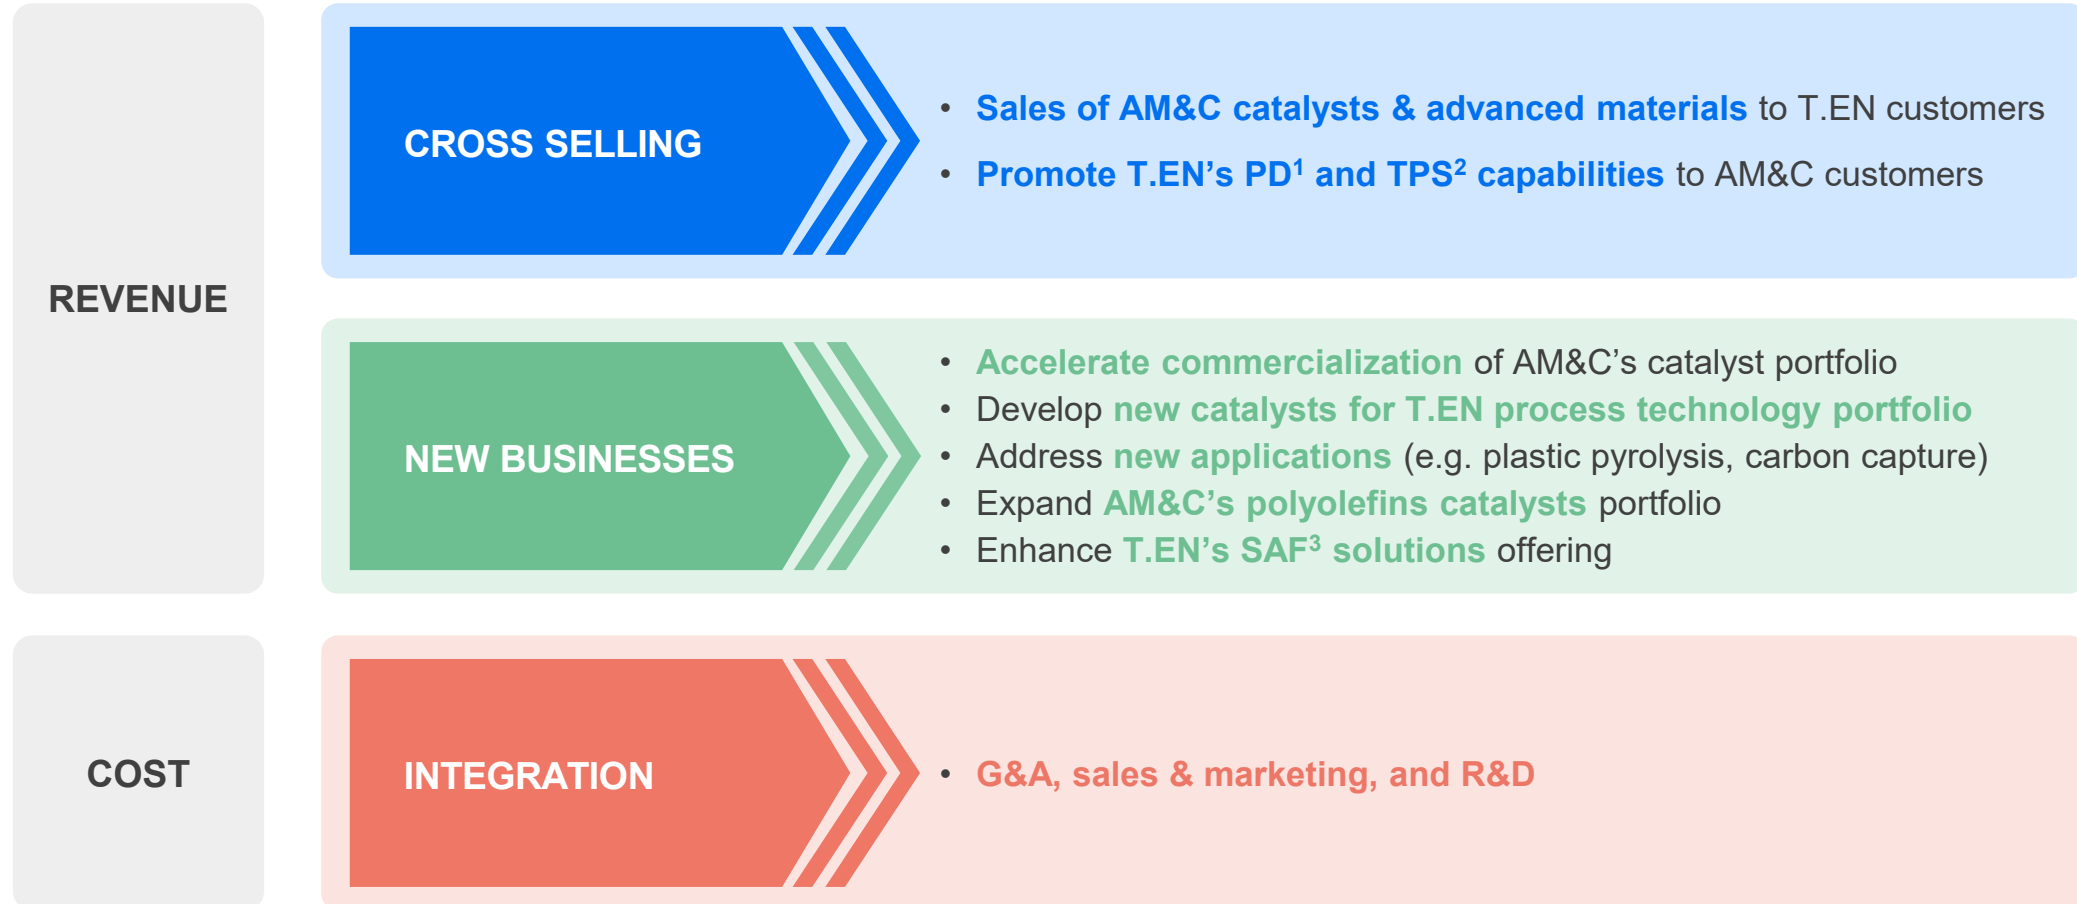 REVENUE
CROSS SELLING
• Sales of AM&C catalysts & advanced materials to T.EN customers
• Promote T.EN’s PD¹ and TPS² capabilities to AM&C customers
NEW BUSINESSES
• Accelerate commercialization of AM&C’s catalyst portfolio
• Develop new catalysts for T.EN process technology portfolio
• Address new applications (e.g. plastic pyrolysis, carbon capture)
• Expand AM&C’s polyolefins catalysts portfolio
• Enhance T.EN’s SAF³ solutions offering
COST
INTEGRATION
• G&A, sales & marketing, and R&D